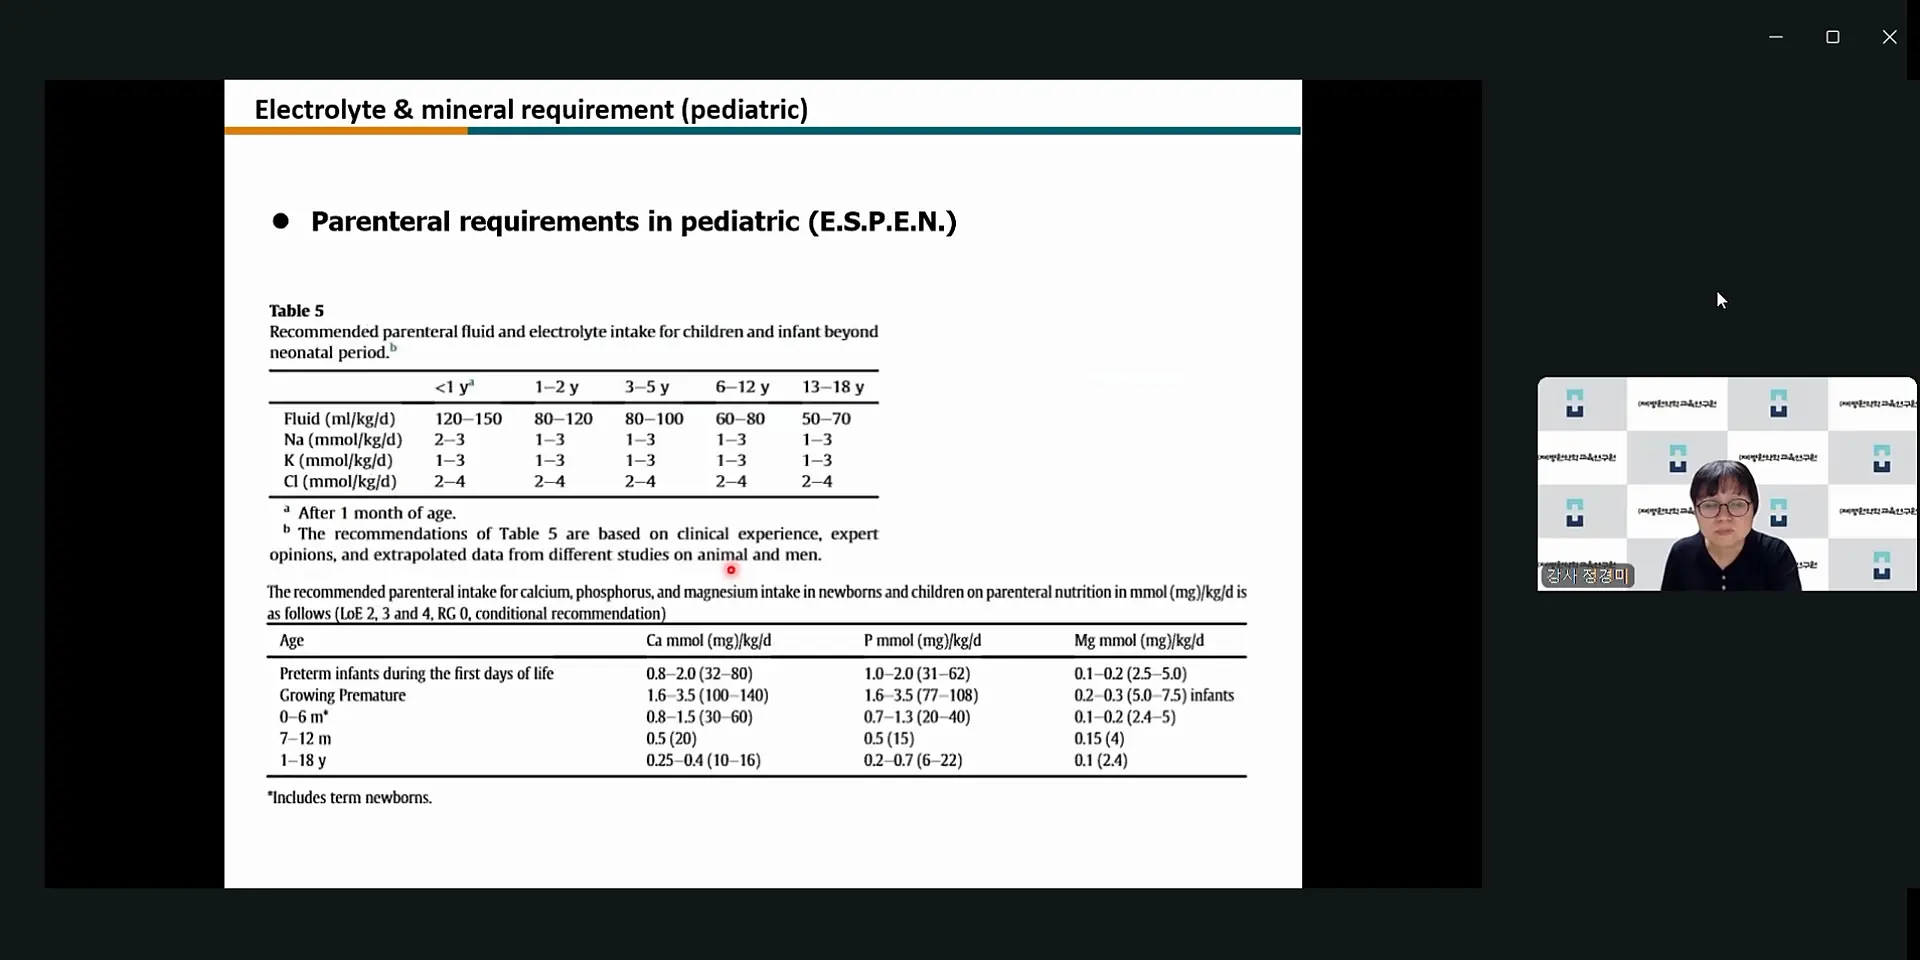 Electrolyte & mineral requirement (pediatric)
● Parenteral requirements in pediatric (E.S.P.E.N.)
Table 5
Recommended parenteral fluid and electrolyte intake for children and infant beyond
neonatal period.b
<1 ya 1–2 y 3–5 y 6–12 y 13–18 y
Fluid (ml/kg/d) 120–150 80–120 80–100 60–80 50–70
Na (mmol/kg/d) 2–3 1–3 1–3 1–3 1–3
K (mmol/kg/d) 1–3 1–3 1–3 1–3 1–3
Cl (mmol/kg/d) 2–4 2–4 2–4 2–4 2–4
a After 1 month of age.
b The recommendations of Table 5 are based on clinical experience, expert
opinions, and extrapolated data from different studies on animal and men.
The recommended parenteral intake for calcium, phosphorus, and magnesium intake in newborns and children on parenteral nutrition in mmol (mg)/kg/d is
as follows (LoE 2, 3 and 4, RG 0, conditional recommendation)
Age Ca mmol (mg)/kg/d P mmol (mg)/kg/d Mg mmol (mg)/kg/d
Preterm infants during the first days of life 0.8–2.0 (32–80) 1.0–2.0 (31–62) 0.1–0.2 (2.5–5.0)
Growing Premature 1.6–3.5 (100–140) 1.6–3.5 (77–108) 0.2–0.3 (5.0–7.5) infants
0–6 m* 0.8–1.5 (30–60) 0.7–1.3 (20–40) 0.1–0.2 (2.4–5)
7–12 m 0.5 (20) 0.5 (15) 0.15 (4)
1–18 y 0.25–0.4 (10–16) 0.2–0.7 (6–22) 0.1 (2.4)
*Includes term newborns.
강사 정경미